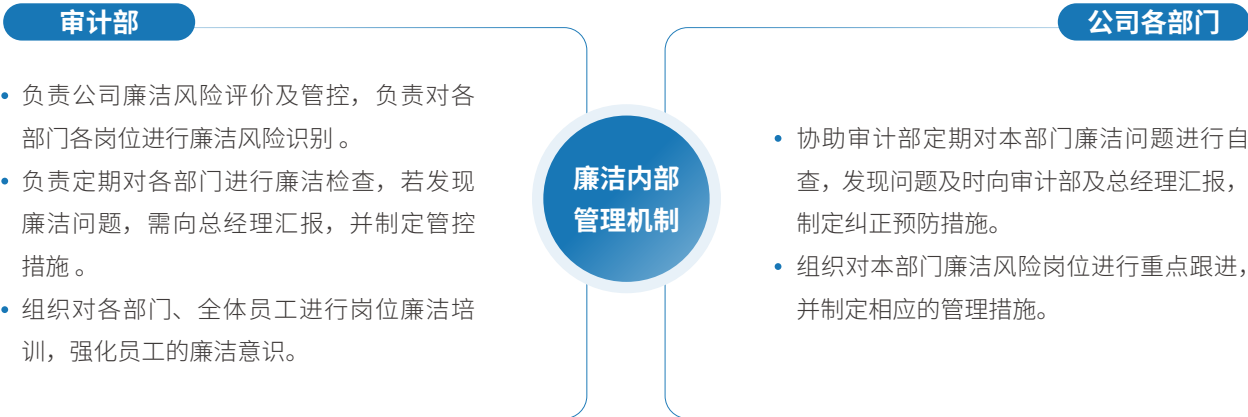 审计部
• 负责公司廉洁风险评价及管控，负责对各
部门各岗位进行廉洁风险识别 。
• 负责定期对各部门进行廉洁检查，若发现
廉洁问题，需向总经理汇报，并制定管控
措施 。
• 组织对各部门、全体员工进行岗位廉洁培
训，强化员工的廉洁意识。
廉洁内部
管理机制
公司各部门
• 协助审计部定期对本部门廉洁问题进行自
查，发现问题及时向审计部及总经理汇报，
制定纠正预防措施。
• 组织对本部门廉洁风险岗位进行重点跟进，
并制定相应的管理措施。